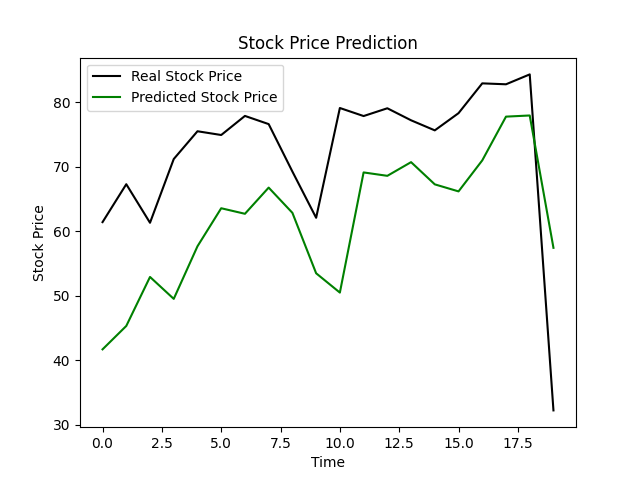 Stock Price Prediction
Real Stock Price
Predicted Stock Price
Stock Price
80
70
60
50
40
30
0.0 2.5 5.0 7.5 10.0 12.5 15.0 17.5
Time